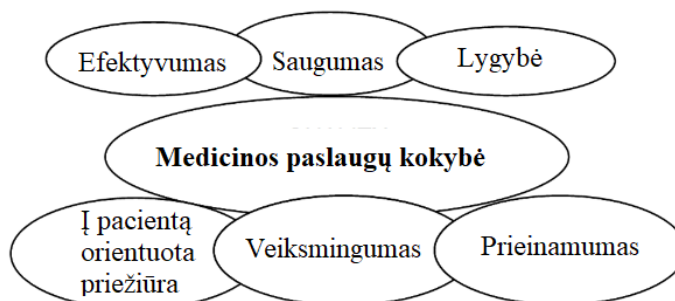 Efektyvumas
Saugumas
Lygybė
Medicinos paslaugų kokybė
Į pacientą
orientuota
priežiūra
Veiksmingumas
Prieinamumas